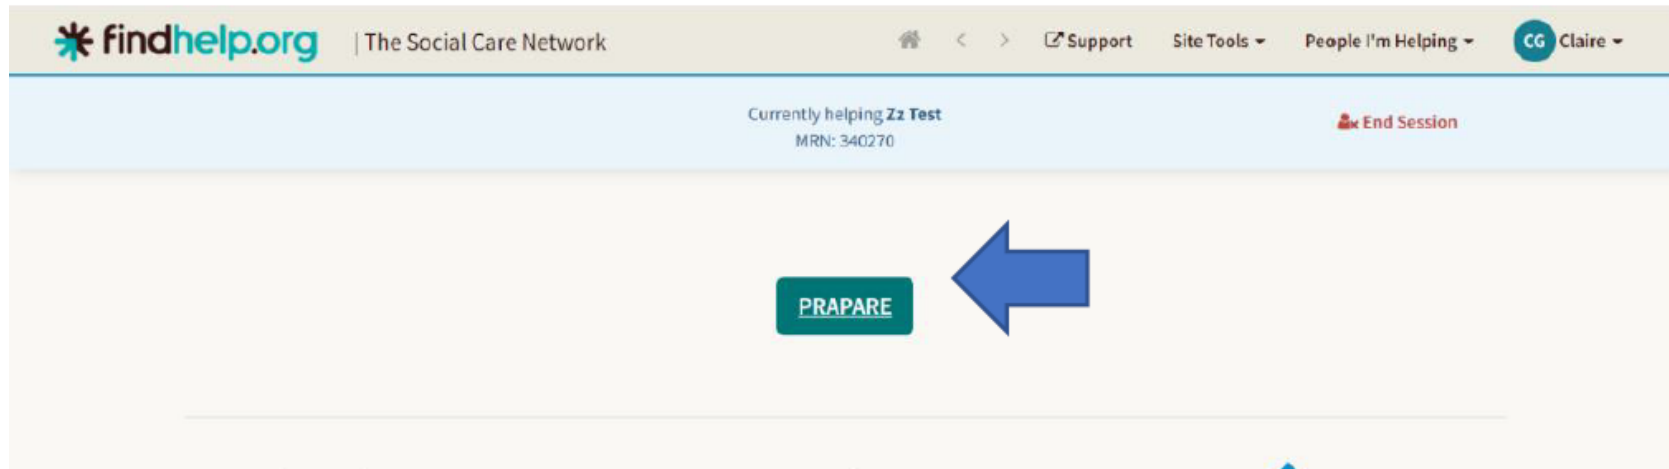 findhelp.org | The Social Care Network Support Site Tools People I'm Helping CG Claire
Currently helping Zz Test
MRN: 340270
End Session
PRAPARE